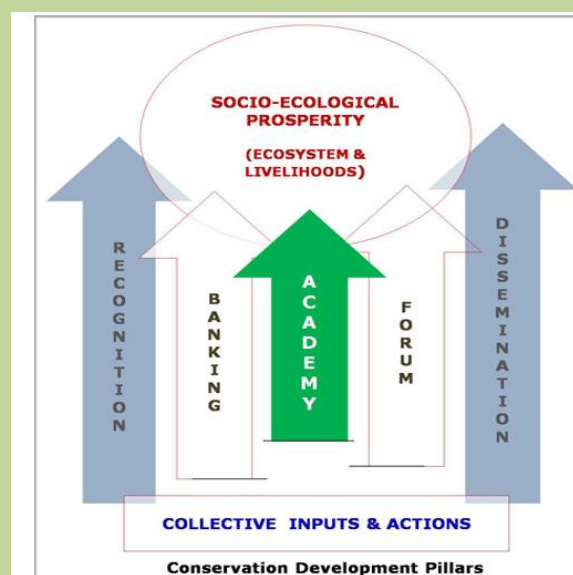 SOCIO-ECOLOGICAL
PROSPERITY
(ECOSYSTEM &
LIVELIHOODS)
RECOGNITION
BANKING
ACADEMY
FORUM
DISSEMINATION
COLLECTIVE INPUTS & ACTIONS
Conservation Development Pillars